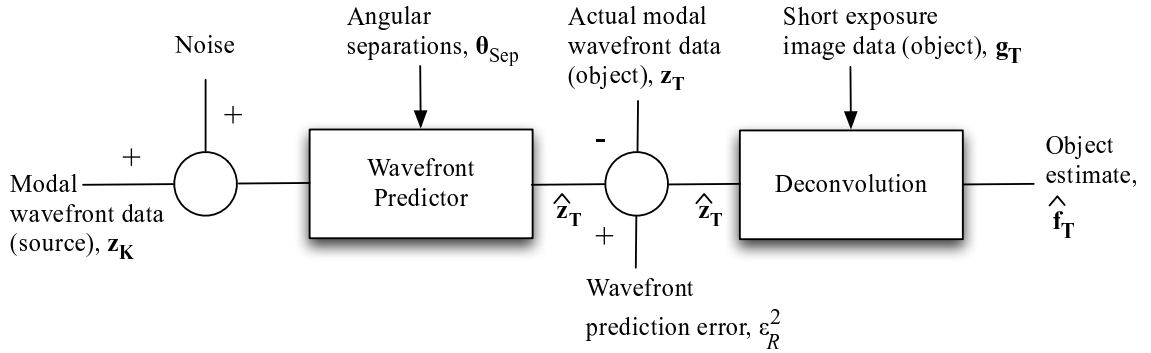 Noise
Angular
separations, θSep
Actual modal
wavefront data
(object), zT
Short exposure
image data (object), gT
+
+
Modal
wavefront data
(source), zK
Wavefront
Predictor
ẑT
-
+
ẑT
Deconvolution
Object
estimate,
f̂T
Wavefront
prediction error, ε²R